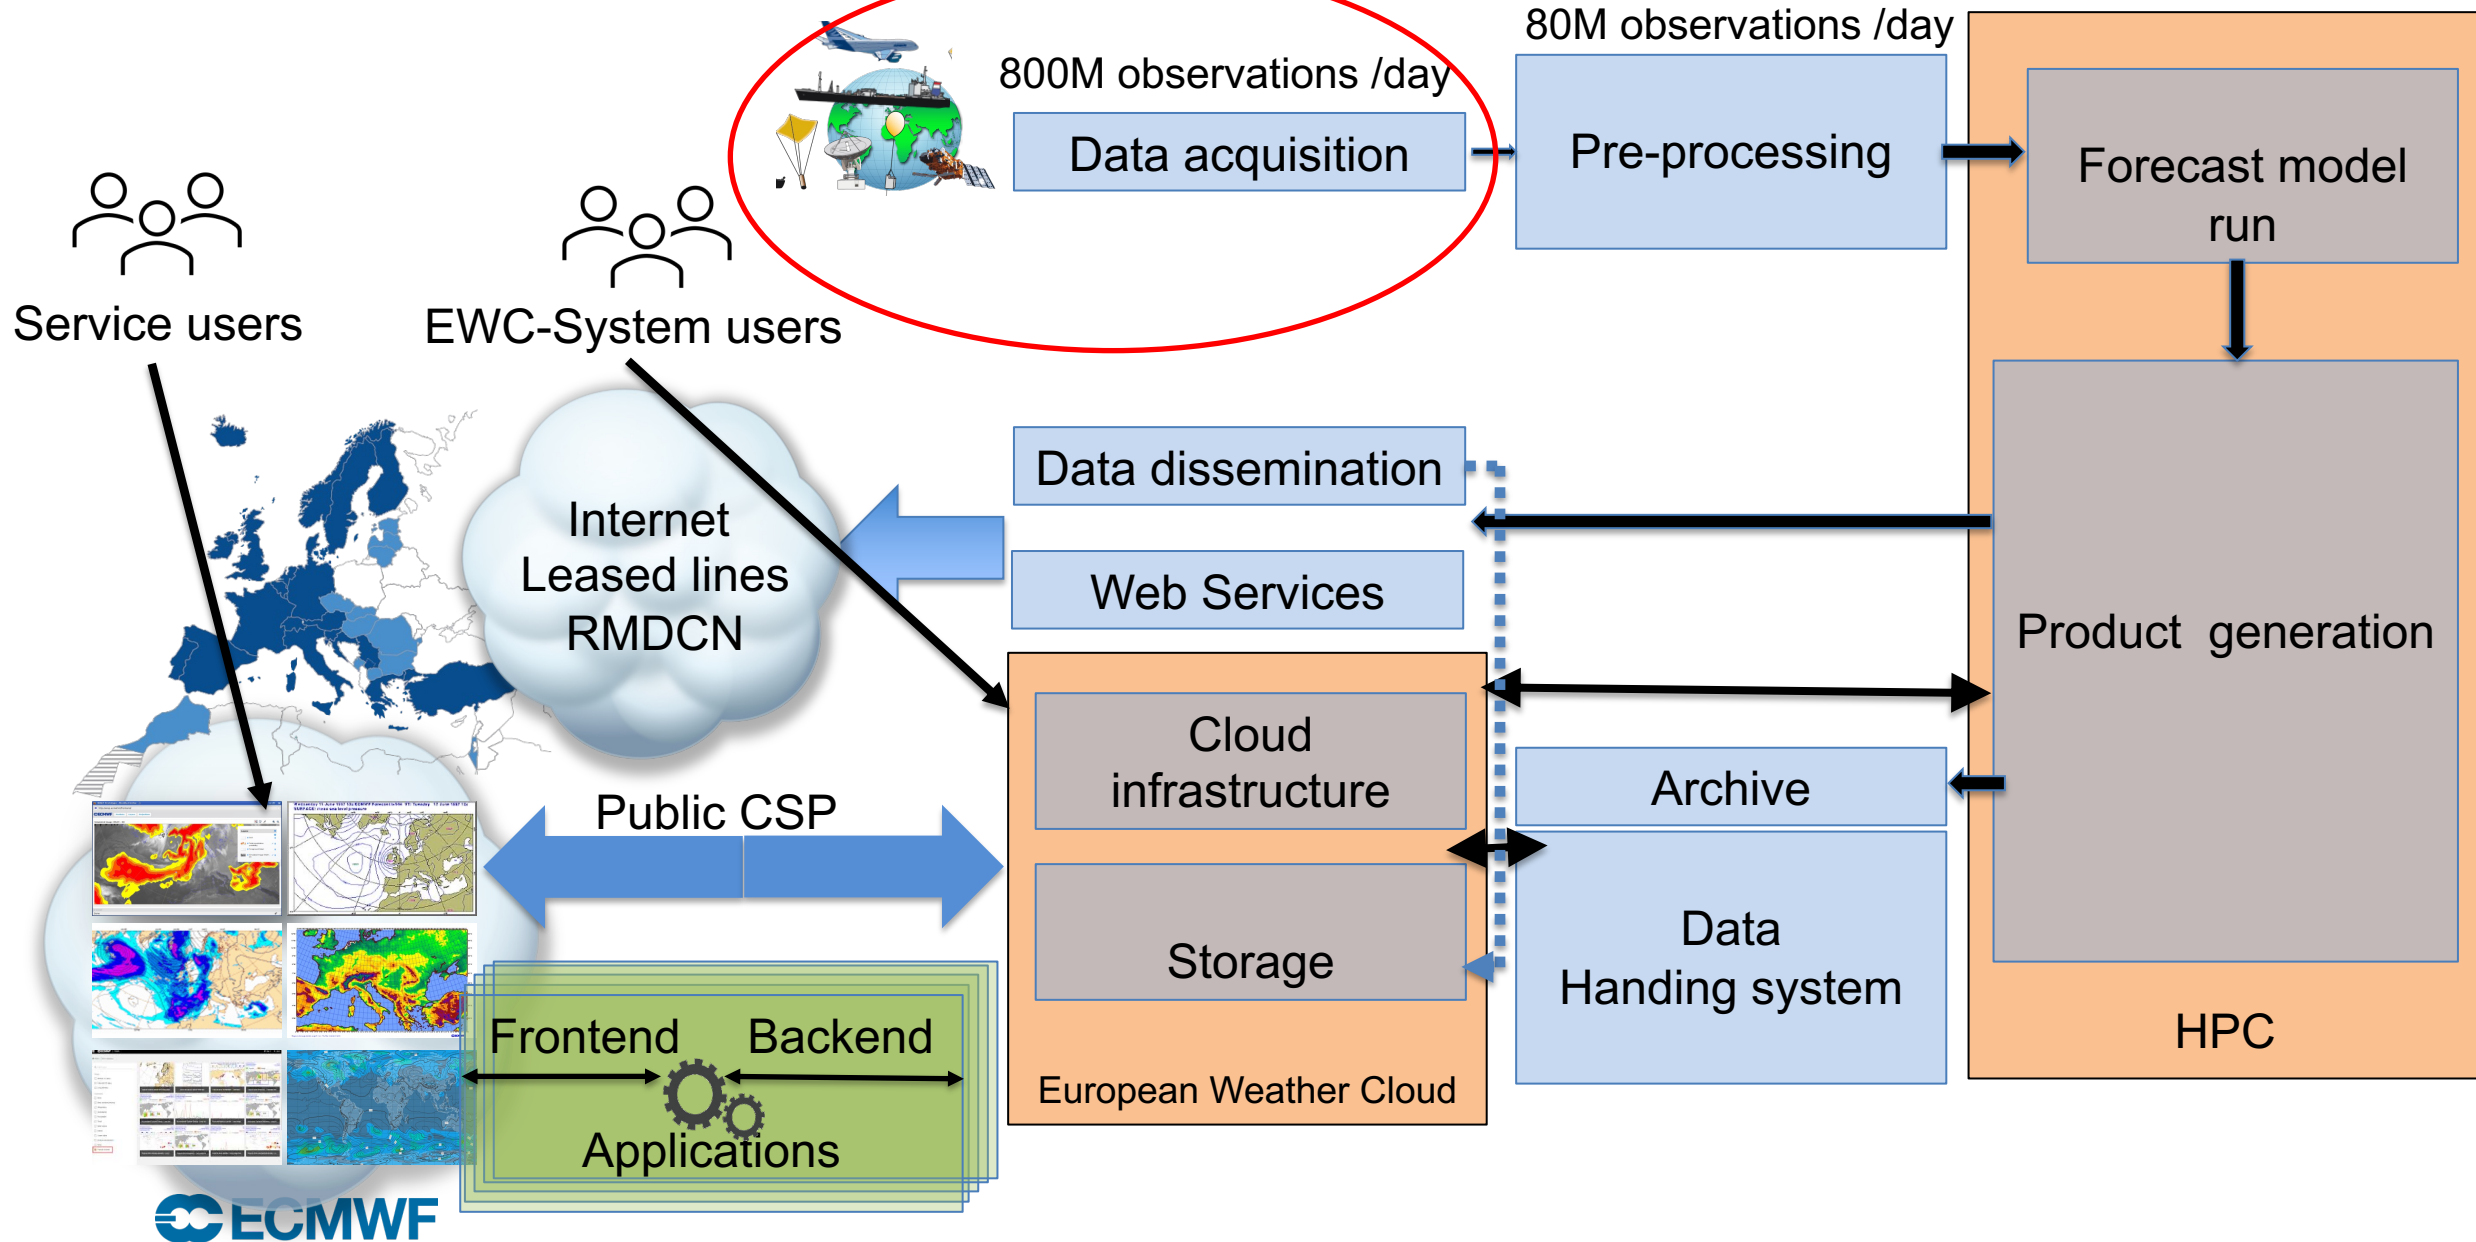 80M observations /day
800M observations /day
Data acquisition
Pre-processing
Forecast model
run
Service users
EWC-System users
Data dissemination
Internet
Leased lines
RMDCN
Web Services
Product  generation
Cloud
infrastructure
Archive
Public CSP
Storage
Data
Handing system
HPC
Frontend
Backend
European Weather Cloud
Applications
ECMWF